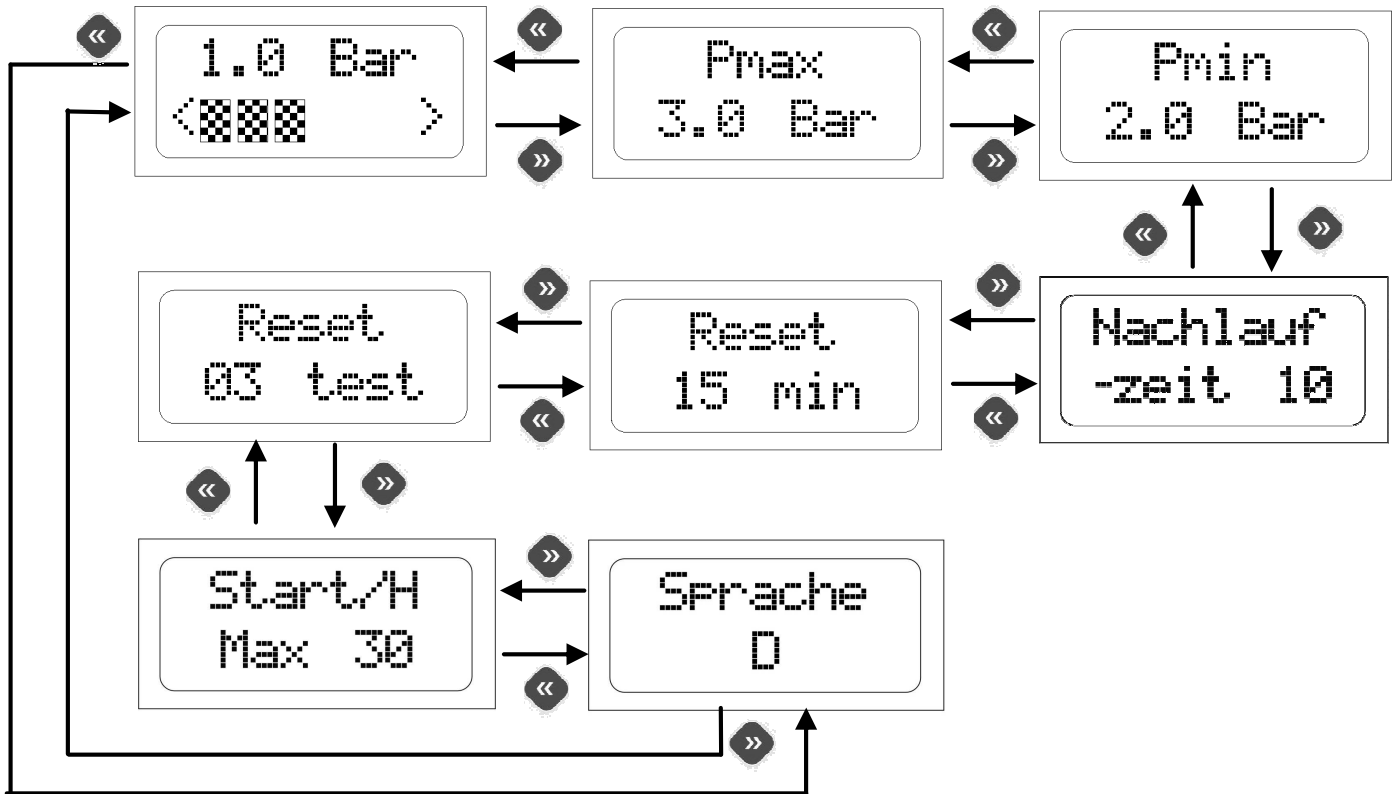 «
1.0 Bar
< >
»
«
Pmax
3.0 Bar
»
«
Pmin
2.0 Bar
»
«
»
Reset
03 test
»
«
Reset
15 min
»
«
Nachlauf
-zeit 10
«
»
Start/H
Max 30
»
«
Sprache
D
»